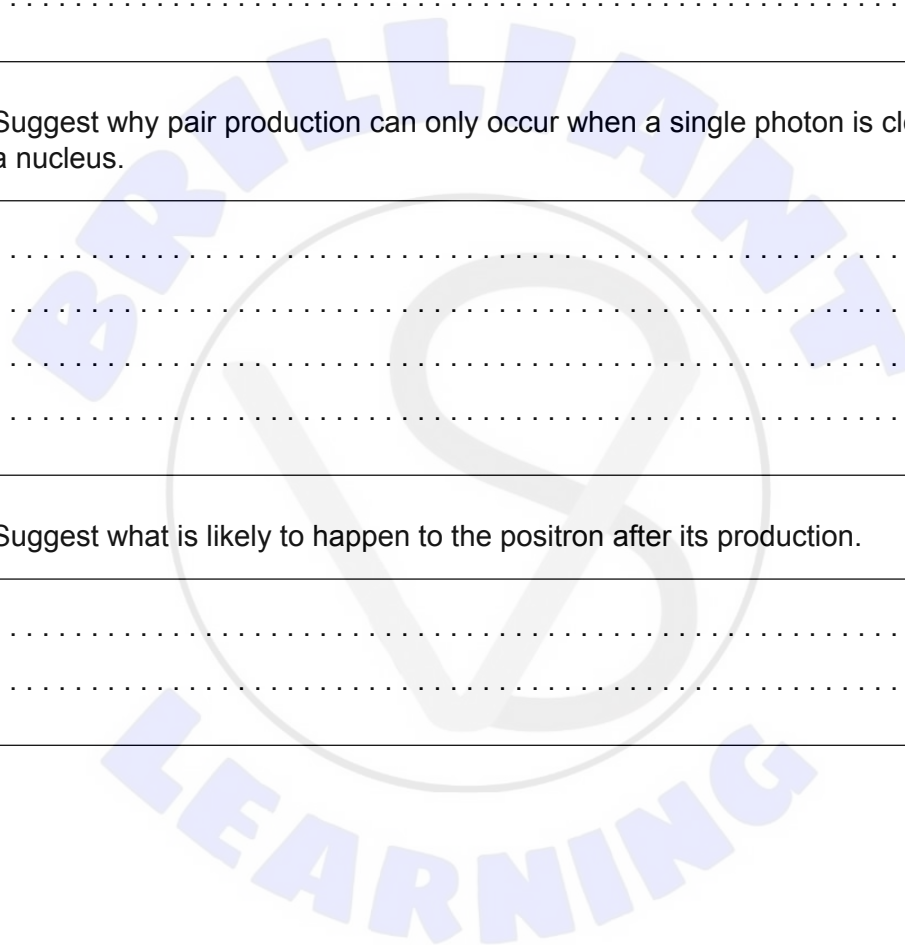 Suggest why pair production can only occur when a single photon is
a nucleus.
Suggest what is likely to happen to the positron after its production.
BRILLIANT
VS
LEARNING